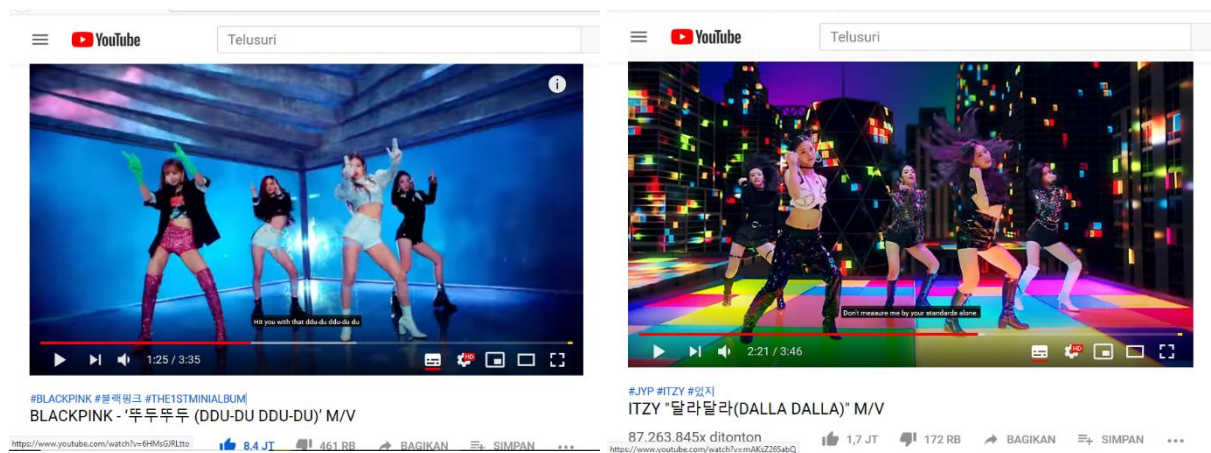 YouTube
Telusuri
Hit you with that ddu-du ddu-du du
1:25 / 3:35
HD
#BLACKPINK #블랙핑크 #THE1STMINIALBUM
BLACKPINK - '뚜두뚜두 (DDU-DU DDU-DU)' M/V
https://www.youtube.com/watch?v=6HMsGJRLtto
8.4 JT
461 RB
BAGIKAN
SIMPAN
YouTube
Telusuri
Don't measure me by your standards alone.
2:21 / 3:46
HD
#JYP #ITZY #있지
ITZY "달라달라(DALLA DALLA)" M/V
87.263.845x ditonton
1,7 JT
172 RB
BAGIKAN
SIMPAN
https://www.youtube.com/watch?v=mAKsZ26SabQ